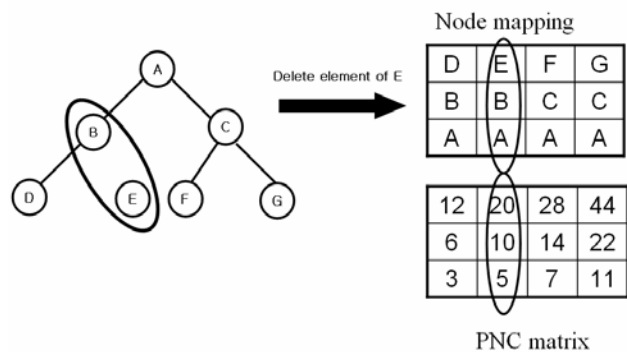 Node mapping
A
Delete element of E
B
C
D
E
F
G
D E F G
B B C C
A A A A
12 20 28 44
6 10 14 22
3 5 7 11
PNC matrix